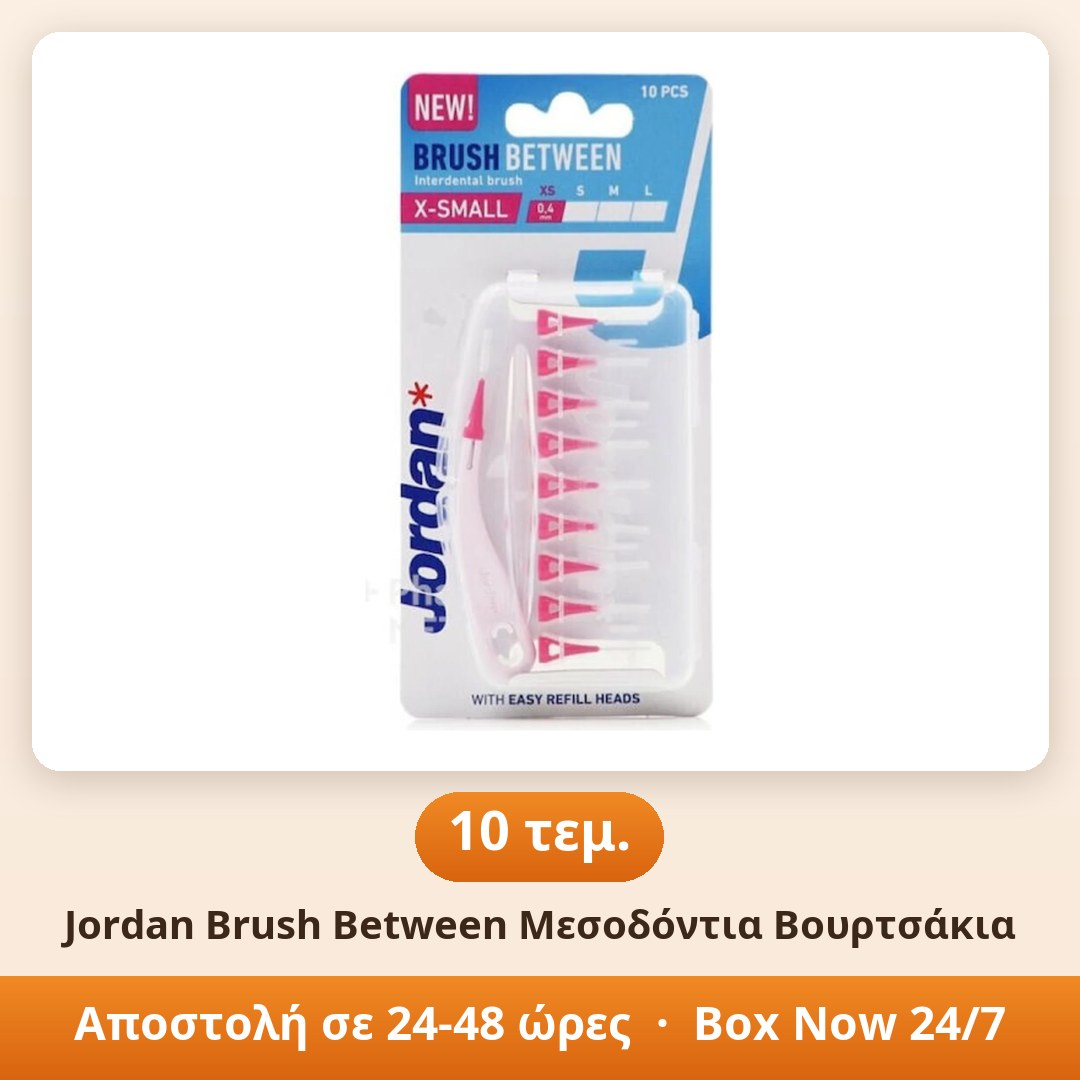 NEW!
10 PCS
BRUSH BETWEEN
Interdental brush
XS S M L
X-SMALL
0,4
mm
Jordan*
WITH EASY REFILL HEADS
10 τεμ.
Jordan Brush Between Μεσοδόντια Βουρτσάκια
Αποστολή σε 24-48 ώρες · Box Now 24/7